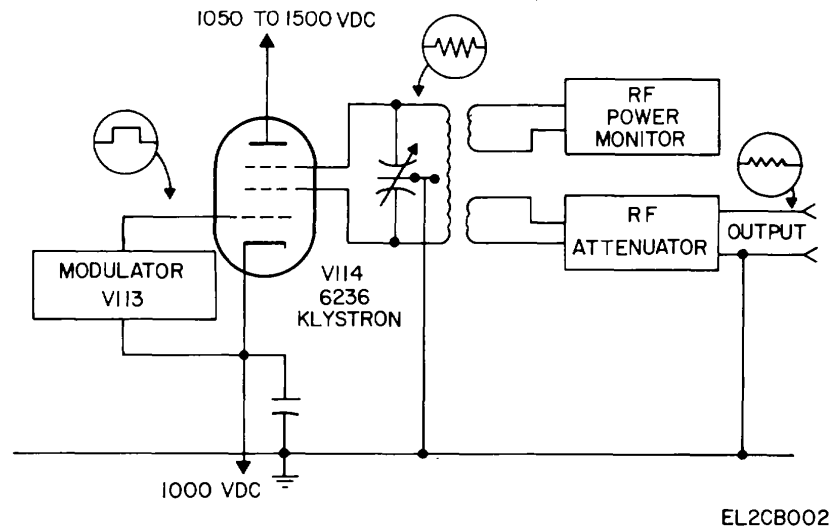 1050 TO 1500 VDC
RF
POWER
MONITOR
RF
ATTENUATOR
OUTPUT
MODULATOR
V113
V114
6236
KLYSTRON
1000 VDC
EL2CB002